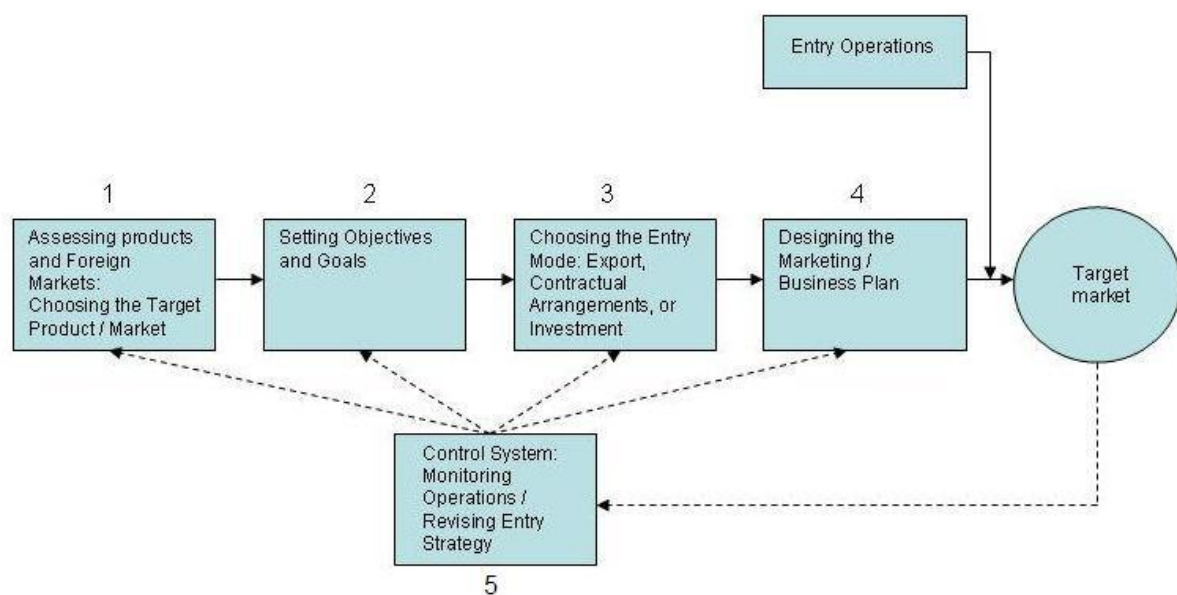 Entry Operations
1
2
3
4
Assessing products
and Foreign
Markets:
Choosing the Target
Product / Market
Setting Objectives
and Goals
Choosing the Entry
Mode: Export,
Contractual
Arrangements, or
Investment
Designing the
Marketing /
Business Plan
Target
market
Control System:
Monitoring
Operations /
Revising Entry
Strategy
5